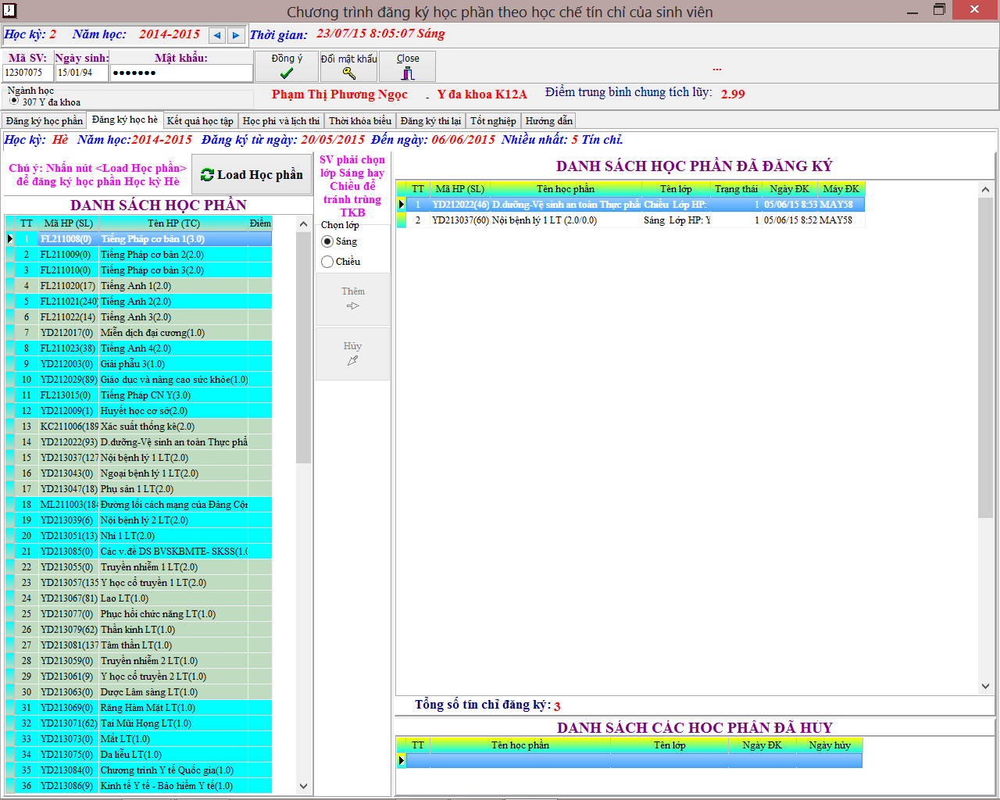 Chương trình đăng ký học phần theo học chế tín chỉ của sinh viên
Học kỳ: 2 Năm học: 2014-2015 Thời gian: 23/07/15 8:05:07 Sáng
Mã SV: Ngày sinh: Mật khẩu:
12307075 15/01/94 •••••••
Đồng ý Đổi mật khẩu Close
...
Ngành học
307 Y đa khoa
Phạm Thị Phương Ngọc - Y đa khoa K12A Điểm trung bình chung tích lũy: 2.99
Đăng ký học phần Đăng ký học hè Kết quả học tập Học phí và lịch thi Thời khóa biểu Đăng ký thi lại Tốt nghiệp Hướng dẫn
Học kỳ: Hè Năm học:2014-2015 Đăng ký từ ngày: 20/05/2015 Đến ngày: 06/06/2015 Nhiều nhất: 5 Tín chỉ.
Chú ý: Nhấn nút <Load Học phần>
để đăng ký học phần Học kỳ Hè
Load Học phần
DANH SÁCH HỌC PHẦN
TT Mã HP (SL) Tên HP (TC) Điểm
1 FL211008(0) Tiếng Pháp cơ bản 1(3.0)
2 FL211009(0) Tiếng Pháp cơ bản 2(2.0)
3 FL211010(0) Tiếng Pháp cơ bản 3(2.0)
4 FL211020(17) Tiếng Anh 1(2.0)
5 FL211021(240) Tiếng Anh 2(2.0)
6 FL211022(14) Tiếng Anh 3(2.0)
7 YD212017(0) Miễn dịch đại cương(1.0)
8 FL211023(38) Tiếng Anh 4(2.0)
9 YD212003(0) Giải phẫu 3(1.0)
10 YD212029(89) Giáo dục và nâng cao sức khỏe(1.0)
11 FL213015(0) Tiếng Pháp CN Y(3.0)
12 YD212009(1) Huyết học cơ sở(2.0)
13 KC211006(189 Xác suất thống kê(2.0)
14 YD212022(93) D.dưỡng-Vệ sinh an toàn Thực phẩ
15 YD213037(127 Nội bệnh lý 1 LT(2.0)
16 YD213043(0) Ngoại bệnh lý 1 LT(2.0)
17 YD213047(18) Phụ sản 1 LT(2.0)
18 ML211003(184 Đường lối cách mạng của Đảng Cộn
19 YD213039(6) Nội bệnh lý 2 LT(2.0)
20 YD213051(13) Nhi 1 LT(2.0)
21 YD213085(0) Các v.đề DS BVSKBMTE- SKSS(1.0
22 YD213055(0) Truyền nhiễm 1 LT(2.0)
23 YD213057(135 Y học cổ truyền 1 LT(2.0)
24 YD213067(81) Lao LT(1.0)
25 YD213077(0) Phục hồi chức năng LT(1.0)
26 YD213079(62) Thần kinh LT(1.0)
27 YD213081(137 Tâm thần LT(1.0)
28 YD213059(0) Truyền nhiễm 2 LT(1.0)
29 YD213061(9) Y học cổ truyền 2 LT(1.0)
30 YD213063(0) Dược Lâm sàng LT(1.0)
31 YD213069(0) Răng Hàm Mặt LT(1.0)
32 YD213071(62) Tai Mũi Họng LT(1.0)
33 YD213073(0) Mắt LT(1.0)
34 YD213075(0) Da liễu LT(1.0)
35 YD213084(0) Chương trình Y tế Quốc gia(1.0)
36 YD213086(9) Kinh tế Y tế - Bảo hiểm Y tế(1.0)
SV phải chọn
lớp Sáng hay
Chiều để
tránh trùng
TKB
Chọn lớp
Sáng
Chiều
Thêm
Hủy
DANH SÁCH HỌC PHẦN ĐÃ ĐĂNG KÝ
TT Mã HP (SL) Tên học phần Tên lớp Trạng thái Ngày ĐK Máy ĐK
1 YD212022(46) D.dưỡng-Vệ sinh an toàn Thực phẩ Chiều Lớp HP: 1 05/06/15 8:53 MAY58
2 YD213037(60) Nội bệnh lý 1 LT (2.0/0.0) Sáng Lớp HP: Y 1 05/06/15 8:52 MAY58
Tổng số tín chỉ đăng ký: 3
DANH SÁCH CÁC HỌC PHẦN ĐÃ HỦY
TT Tên học phần Tên lớp Ngày ĐK Ngày hủy